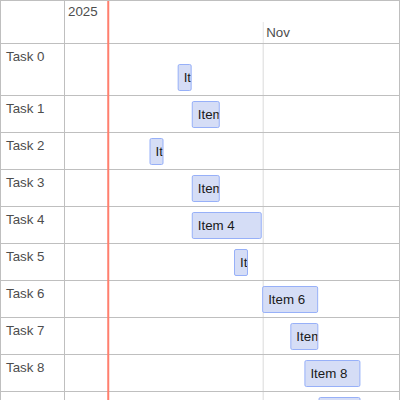 2025
Nov
Task 0
It
Task 1
Item
Task 2
It
Task 3
Item
Task 4
Item 4
Task 5
It
Task 6
Item 6
Task 7
Item
Task 8
Item 8